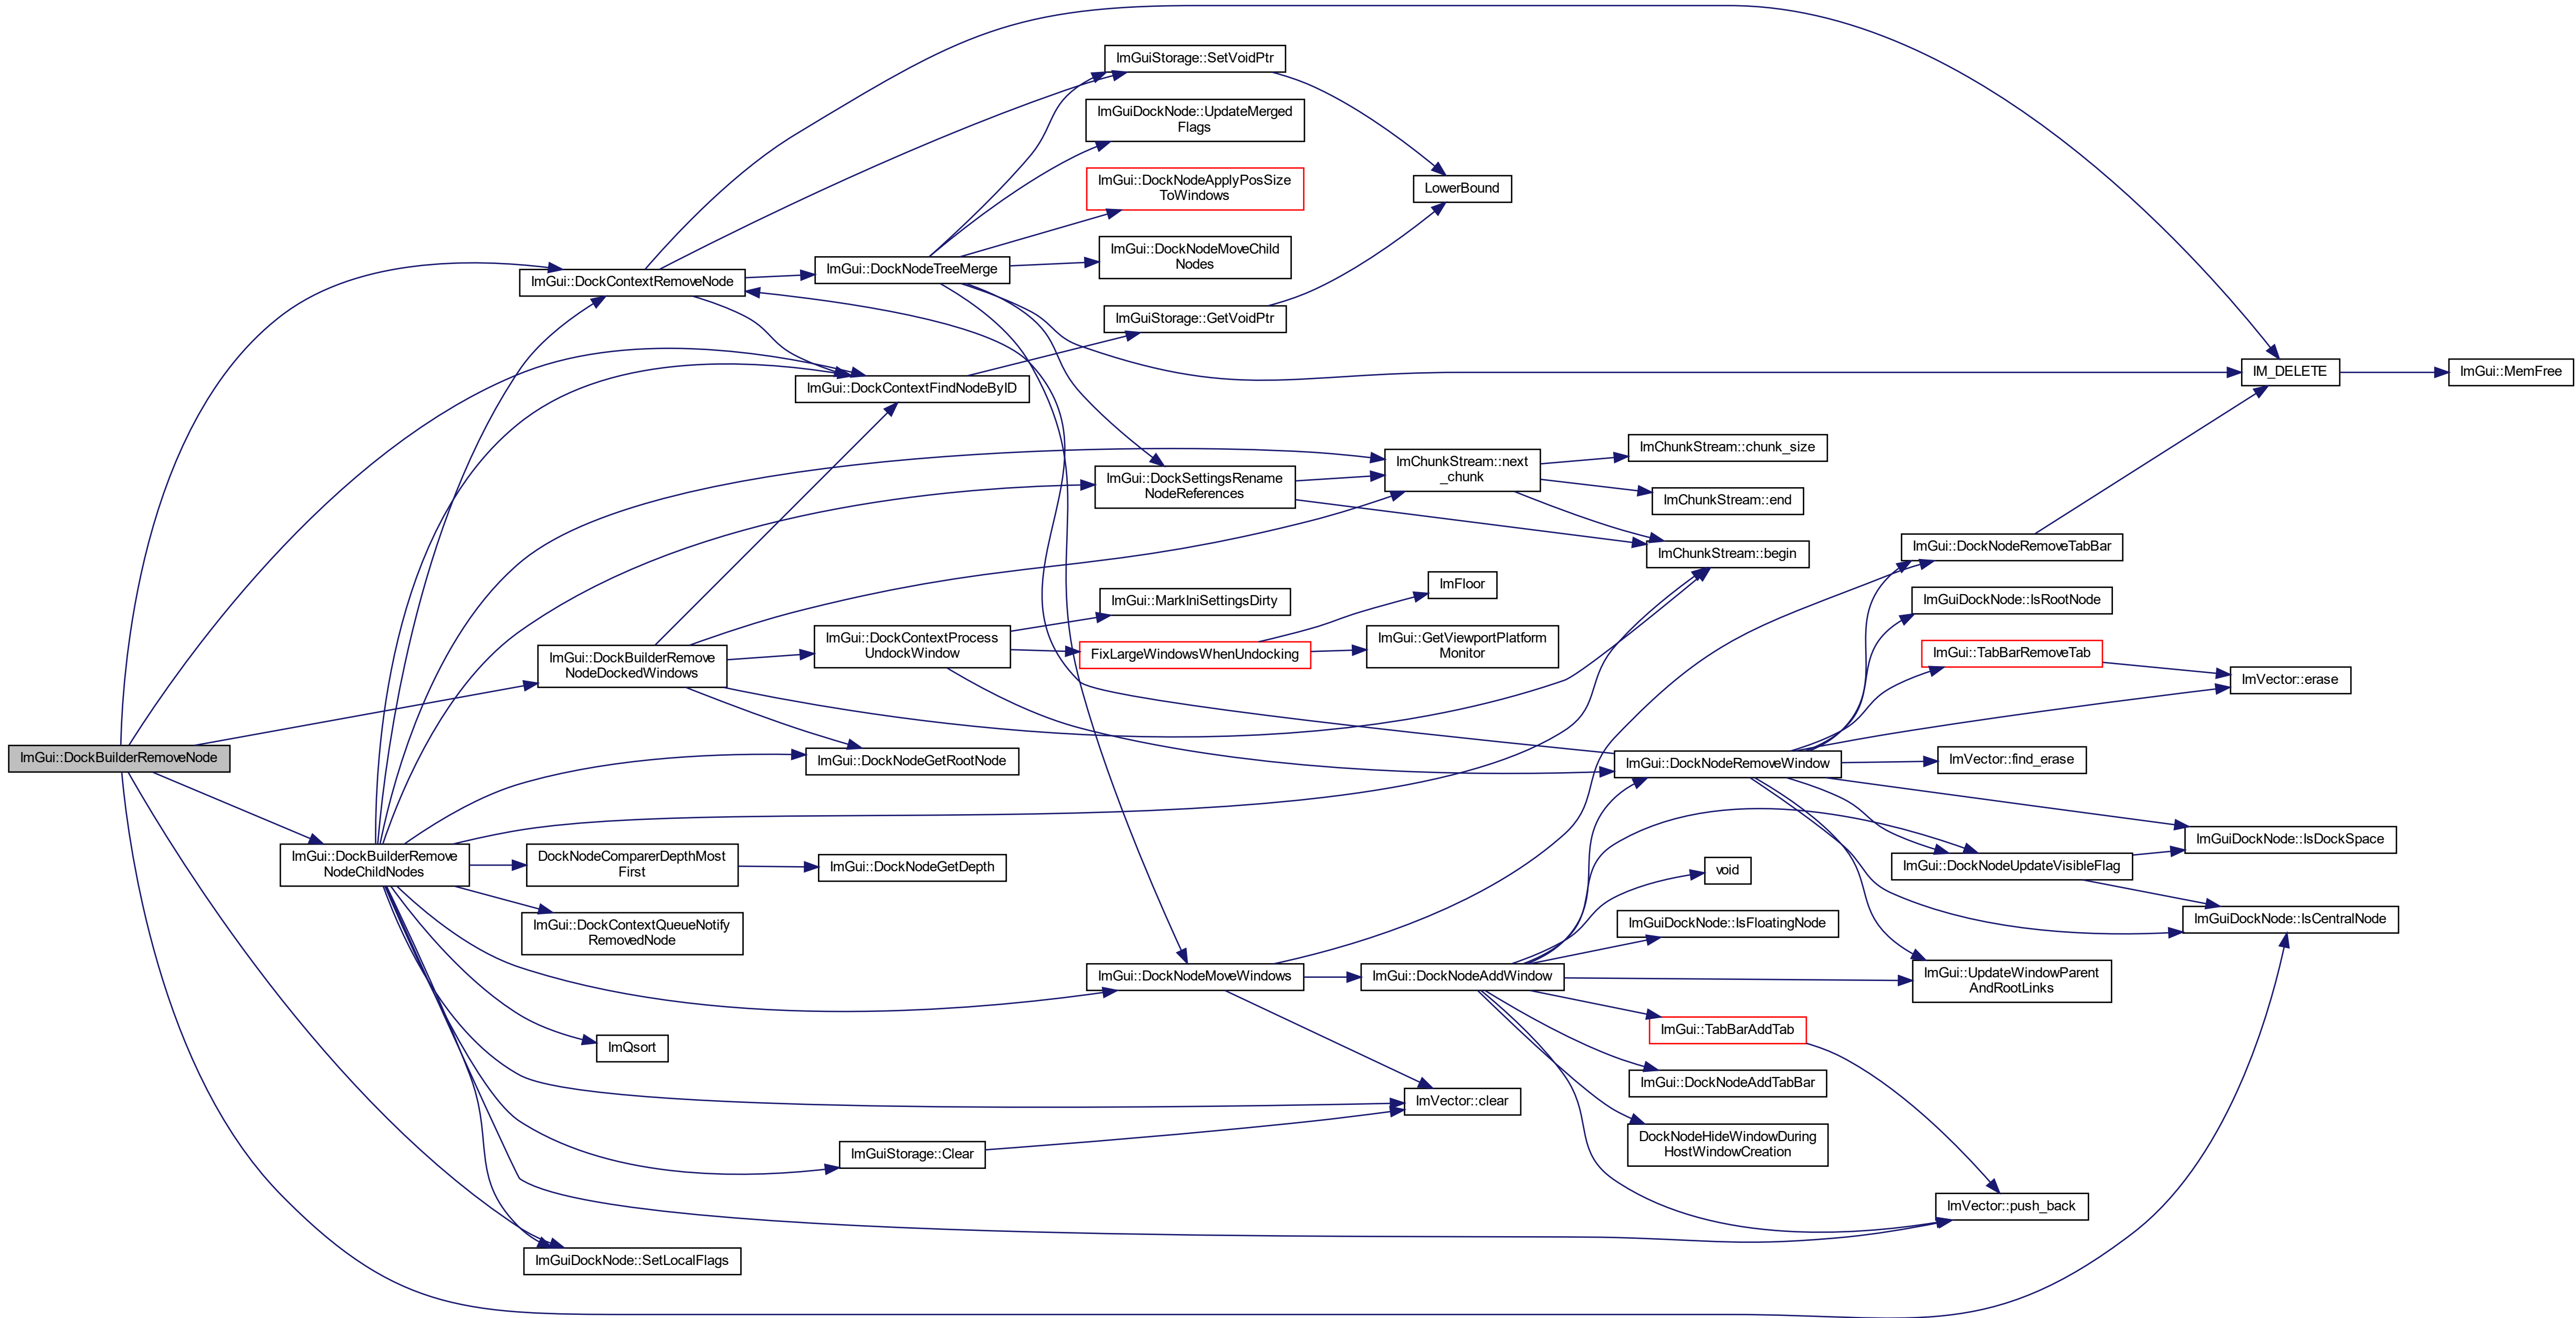 ImGui::DockBuilderRemoveNode
ImGui::DockContextRemoveNode
ImGui::DockBuilderRemove
NodeDockedWindows
ImGui::DockBuilderRemove
NodeChildNodes
DockNodeComparerDepthMost
First
ImGui::DockContextQueueNotify
RemovedNode
ImQsort
ImGuiDockNode::SetLocalFlags
ImGui::DockNodeTreeMerge
ImGui::DockContextFindNodeByID
ImGui::DockContextProcess
UndockWindow
ImGui::DockNodeGetRootNode
ImGui::DockNodeGetDepth
ImGuiStorage::Clear
ImGuiStorage::SetVoidPtr
ImGuiDockNode::UpdateMerged
Flags
ImGui::DockNodeApplyPosSize
ToWindows
ImGui::DockNodeMoveChild
Nodes
ImGuiStorage::GetVoidPtr
ImGui::DockSettingsRename
NodeReferences
ImGui::MarkIniSettingsDirty
FixLargeWindowsWhenUndocking
ImGui::DockNodeMoveWindows
LowerBound
ImChunkStream::next
_chunk
ImFloor
ImGui::GetViewportPlatform
Monitor
ImGui::DockNodeAddWindow
ImVector::clear
ImChunkStream::chunk_size
ImChunkStream::end
ImChunkStream::begin
ImGui::DockNodeRemoveWindow
void
ImGuiDockNode::IsFloatingNode
ImGui::TabBarAddTab
ImGui::DockNodeAddTabBar
DockNodeHideWindowDuring
HostWindowCreation
ImGui::DockNodeRemoveTabBar
ImGuiDockNode::IsRootNode
ImGui::TabBarRemoveTab
ImVector::find_erase
ImGui::DockNodeUpdateVisibleFlag
ImGui::UpdateWindowParent
AndRootLinks
ImVector::push_back
IM_DELETE
ImVector::erase
ImGuiDockNode::IsDockSpace
ImGuiDockNode::IsCentralNode
ImGui::MemFree